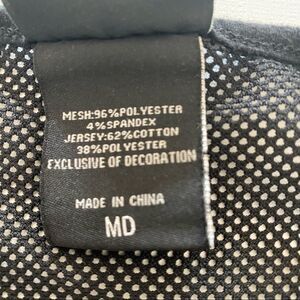 MESH:96%POLYESTER
4%SPANDEX
JERSEY:62%COTTON
38%POLYESTER
EXCLUSIVE OF DECORATION
MADE IN CHINA
MD